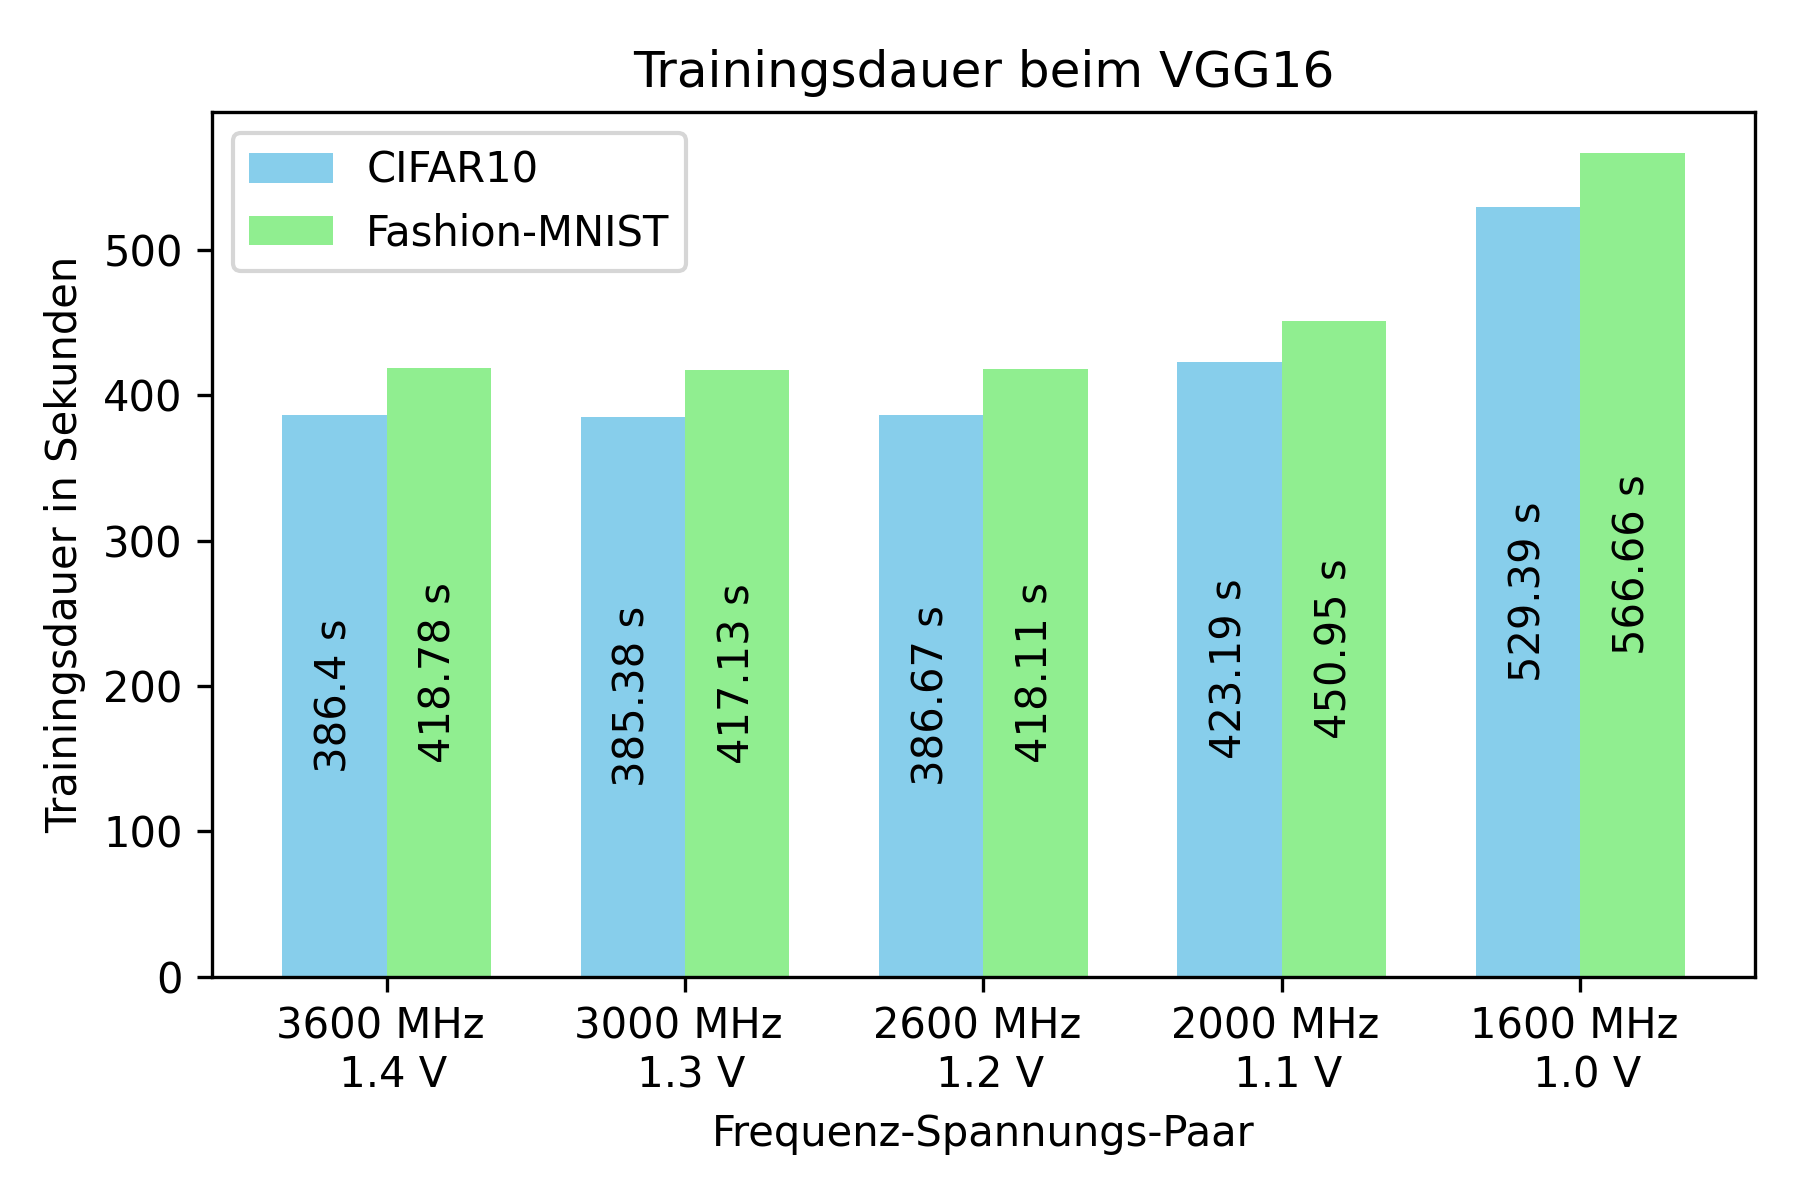 Trainingsdauer beim VGG16
CIFAR10
Fashion-MNIST
Trainingsdauer in Sekunden
500
400
300
200
100
0
386.4 s
418.78 s
385.38 s
417.13 s
386.67 s
418.11 s
423.19 s
450.95 s
529.39 s
566.66 s
3600 MHz
1.4 V
3000 MHz
1.3 V
2600 MHz
1.2 V
2000 MHz
1.1 V
1600 MHz
1.0 V
Frequenz-Spannungs-Paar